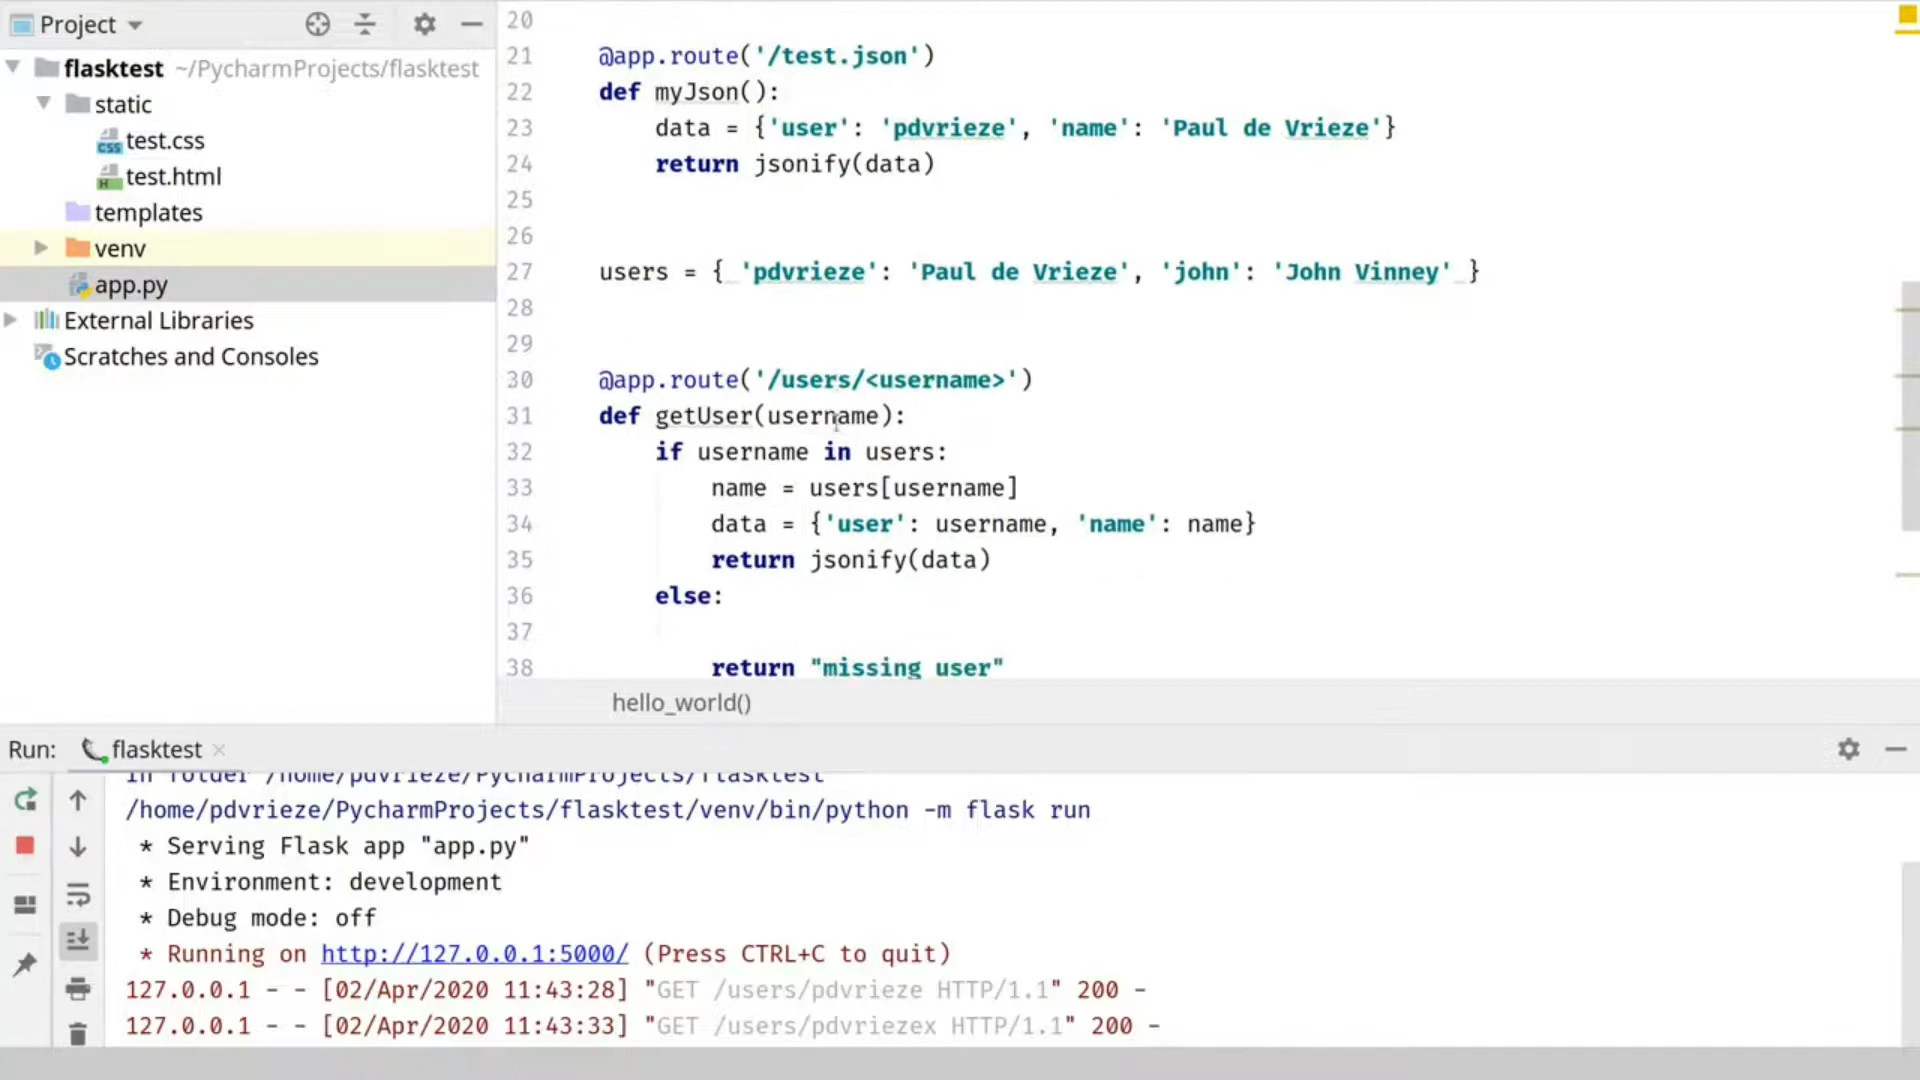 Project
flasktest ~/PycharmProjects/flasktest
static
css test.css
H test.html
templates
venv
app.py
External Libraries
Scratches and Consoles
20
21 @app.route('/test.json')
22 def myJson():
23 data = {'user': 'pdvrieze', 'name': 'Paul de Vrieze'}
24 return jsonify(data)
25
26
27 users = { 'pdvrieze': 'Paul de Vrieze', 'john': 'John Vinney' }
28
29
30 @app.route('/users/<username>')
31 def getUser(username):
32 if username in users:
33 name = users[username]
34 data = {'user': username, 'name': name}
35 return jsonify(data)
36 else:
37
38 return "missing user"
hello_world()
Run: flasktest
in folder /home/pdvrieze/PycharmProjects/flasktest
/home/pdvrieze/PycharmProjects/flasktest/venv/bin/python -m flask run
* Serving Flask app "app.py"
* Environment: development
* Debug mode: off
* Running on http://127.0.0.1:5000/ (Press CTRL+C to quit)
127.0.0.1 - - [02/Apr/2020 11:43:28] "GET /users/pdvrieze HTTP/1.1" 200 -
127.0.0.1 - - [02/Apr/2020 11:43:33] "GET /users/pdvriezex HTTP/1.1" 200 -